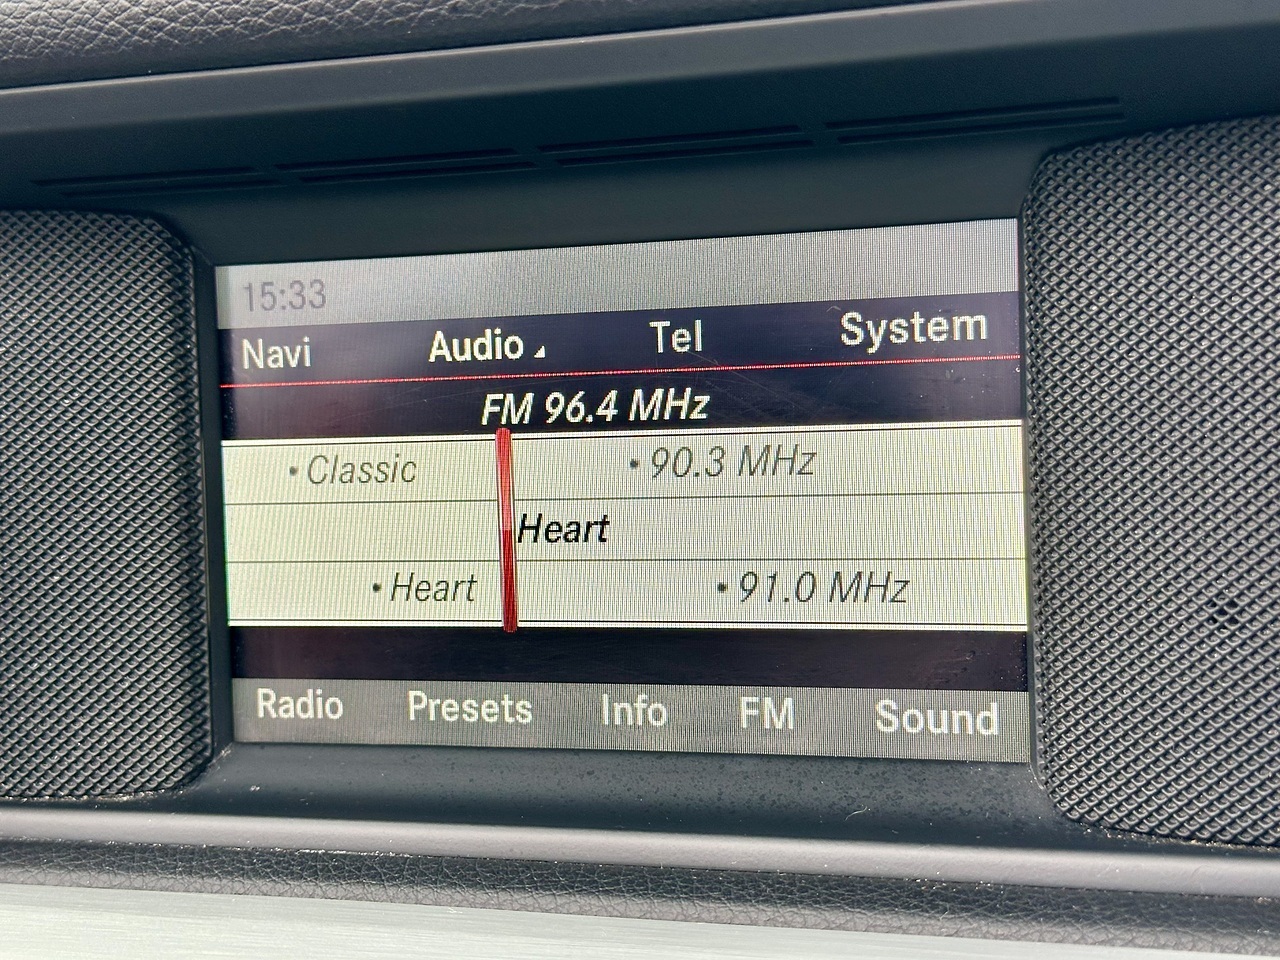 15:33
Navi Audio Tel System
FM 96.4 MHz
• Classic • 90.3 MHz
Heart
• Heart • 91.0 MHz
Radio Presets Info FM Sound